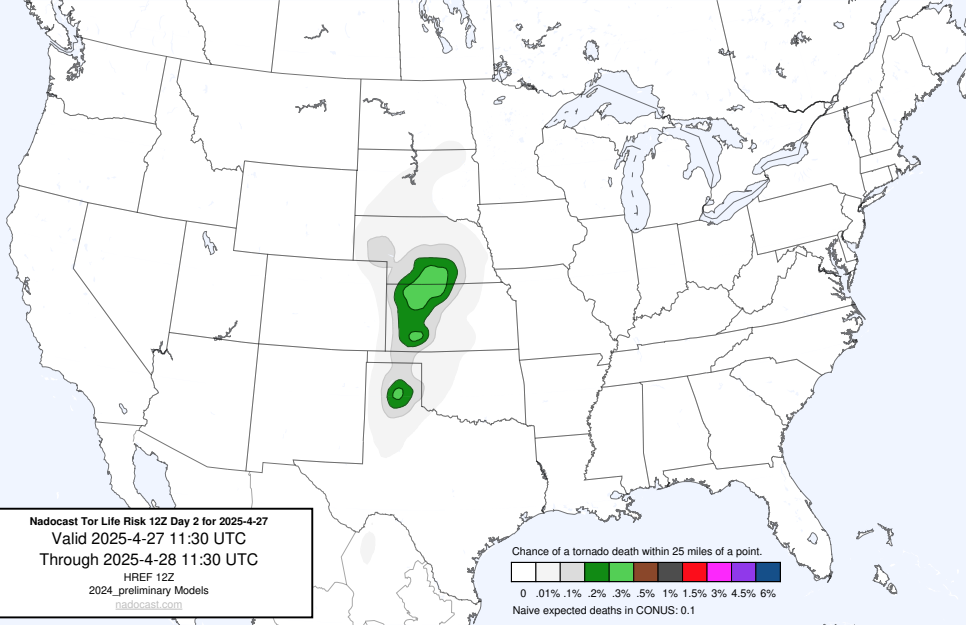 Nadocast Tor Life Risk 12Z Day 2 for 2025-4-27
Valid 2025-4-27 11:30 UTC
Through 2025-4-28 11:30 UTC
HREF 12Z
2024_preliminary Models
nadocast.com
Chance of a tornado death within 25 miles of a point.
0 .01% .1% .2% .3% .5% 1% 1.5% 3% 4.5% 6%
Naive expected deaths in CONUS: 0.1